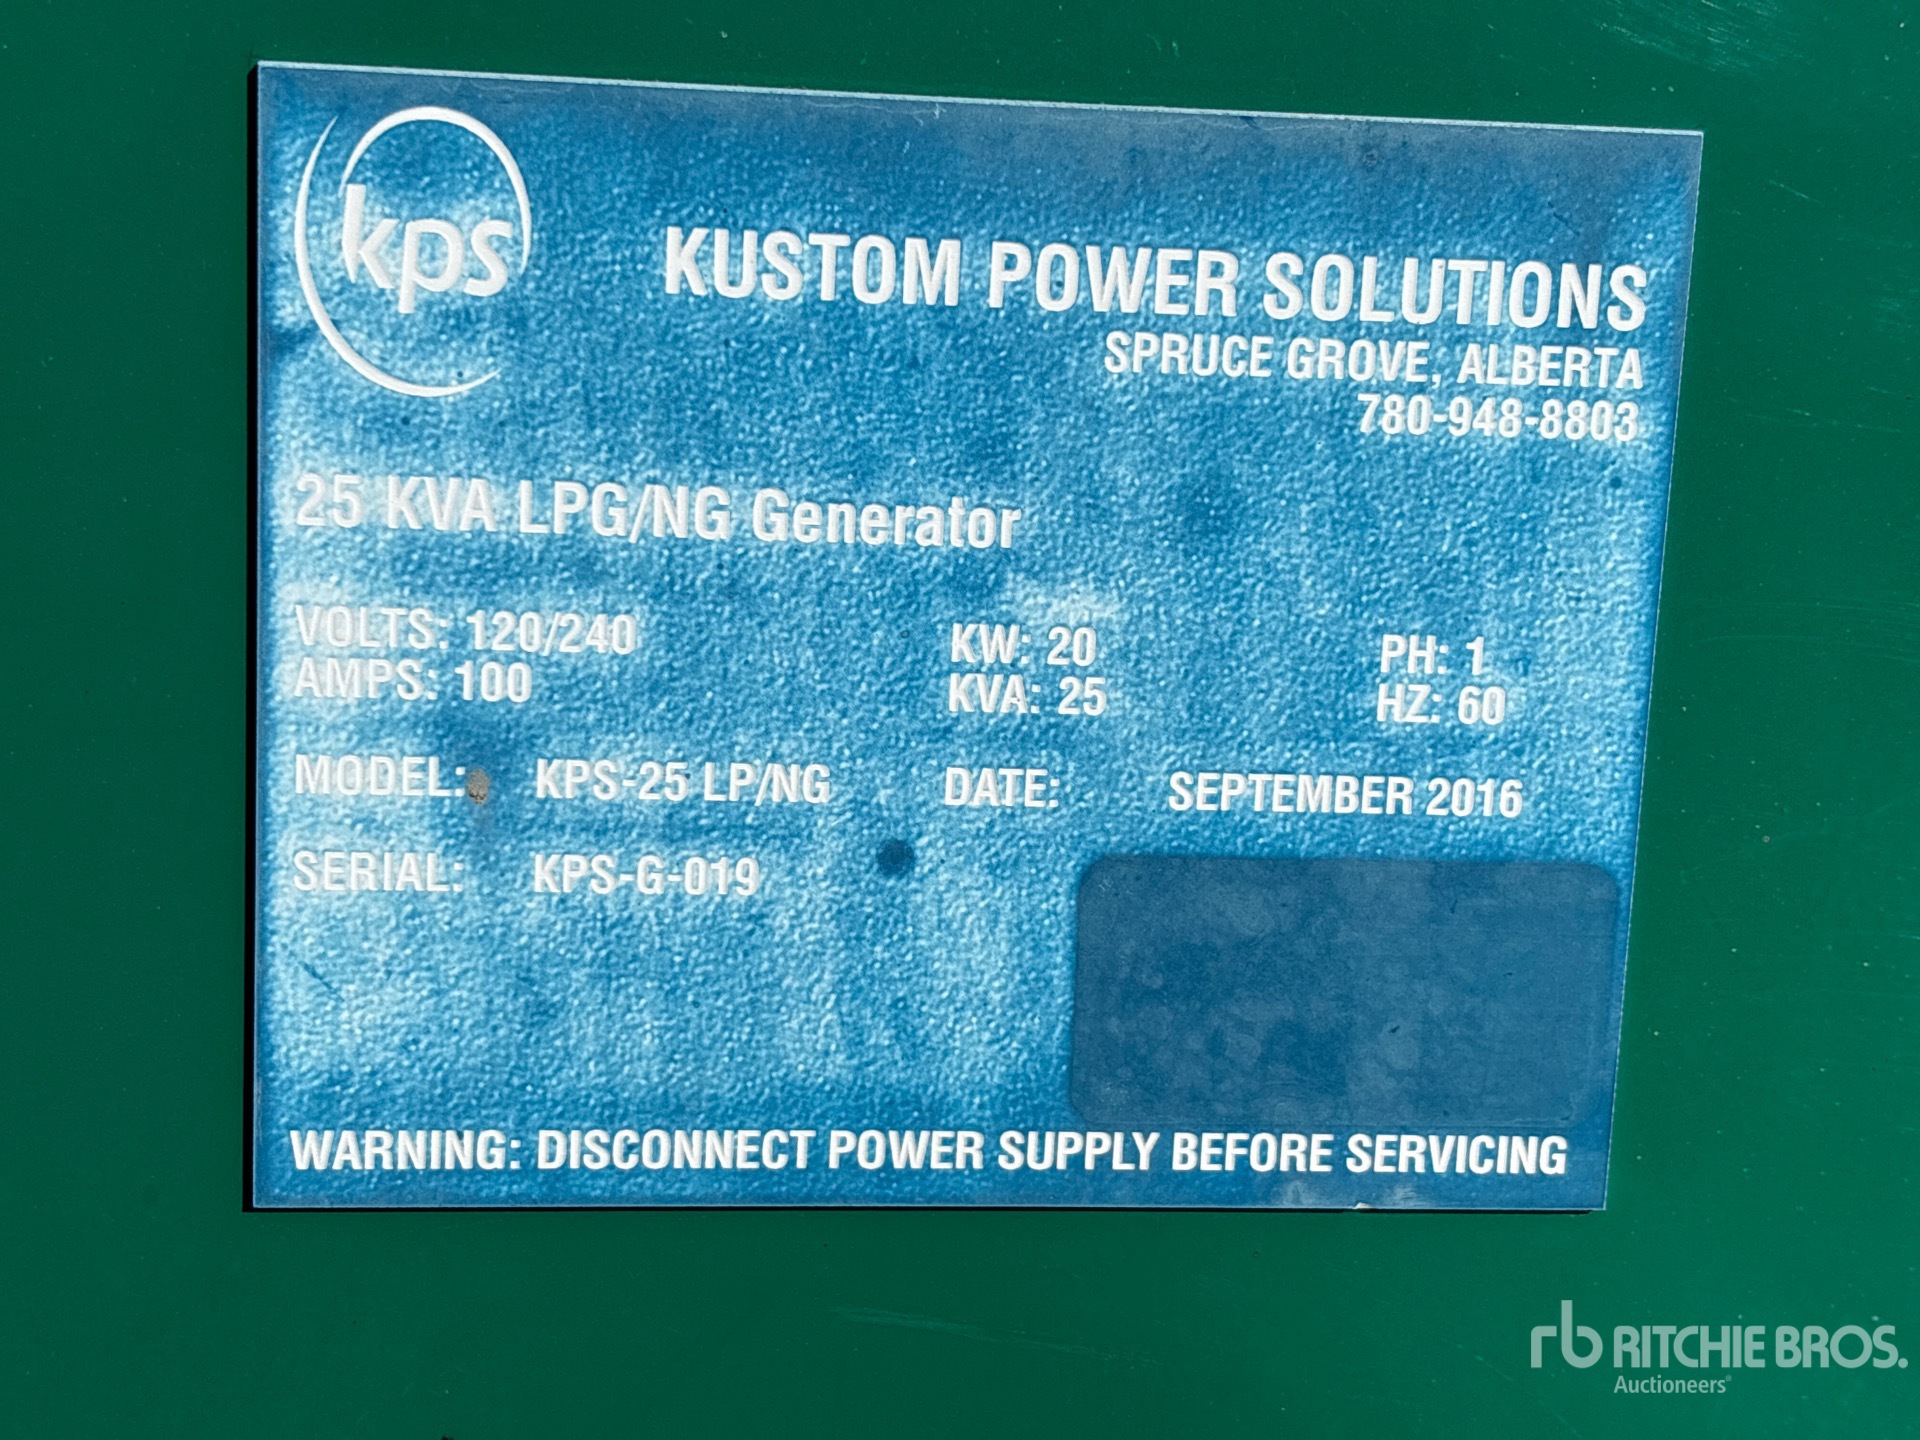 kps
KUSTOM POWER SOLUTIONS
SPRUCE GROVE, ALBERTA
780-948-8803
25 KVA LPG/NG Generator
VOLTS: 120/240 KW: 20 PH: 1
AMPS: 100 KVA: 25 HZ: 60
MODEL: KPS-25 LP/NG DATE: SEPTEMBER 2016
SERIAL: KPS-G-019
WARNING: DISCONNECT POWER SUPPLY BEFORE SERVICING
rb RITCHIE BROS.
Auctioneers®